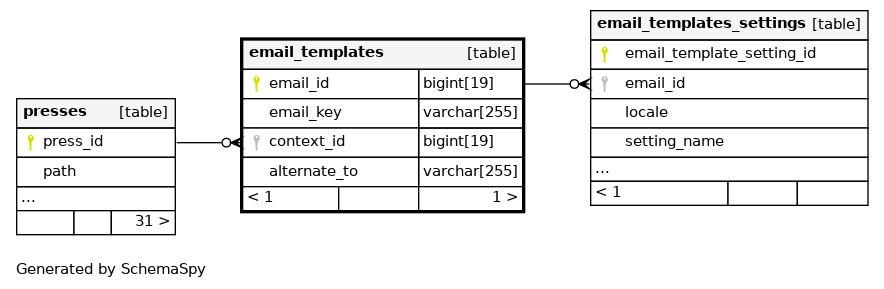 presses [table]
press_id
path
...
31 >
email_templates [table]
email_id bigint[19]
email_key varchar[255]
context_id bigint[19]
alternate_to varchar[255]
< 1 1 >
email_templates_settings [table]
email_template_setting_id
email_id
locale
setting_name
...
< 1
Generated by SchemaSpy